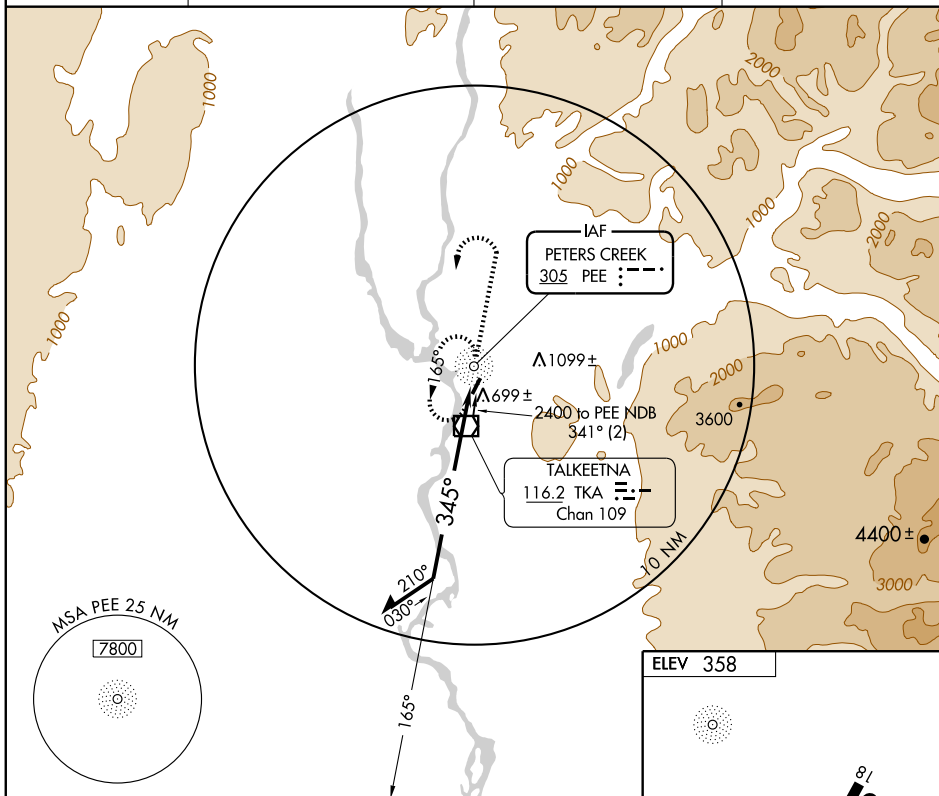 1000
2000
1000
1000
2000
IAF
PETERS CREEK
305 PEE
1000
165°
1099 ±
1000
2000
699 ±
2400 to PEE NDB
341° (2)
3600
TALKEETNA
116.2 TKA
Chan 109
345°
4400 ±
10 NM
210°
030°
3000
MSA PEE 25 NM
7800
ELEV 358
165°
18